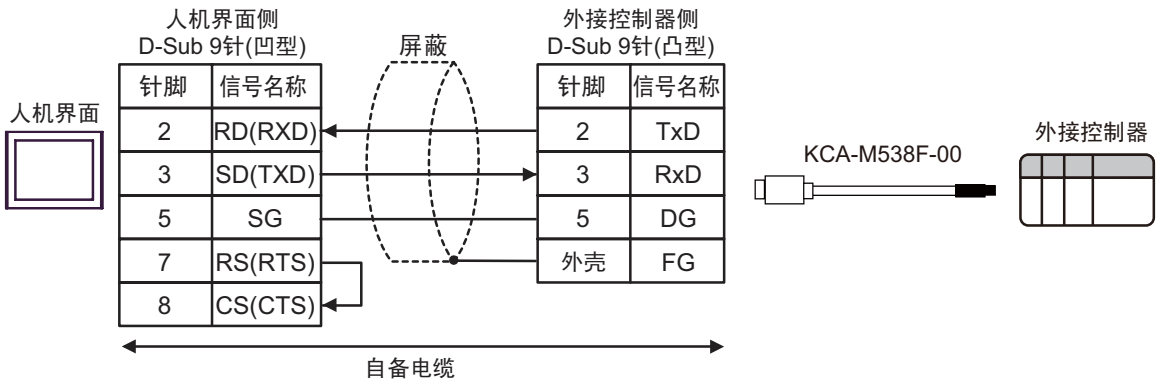 人机界面侧
D-Sub 9针(凹型)
屏蔽
外接控制器侧
D-Sub 9针(凸型)
人机界面
针脚 信号名称
2 RD(RXD)
3 SD(TXD)
5 SG
7 RS(RTS)
8 CS(CTS)
针脚 信号名称
2 TxD
3 RxD
5 DG
外壳 FG
KCA-M538F-00
外接控制器
自备电缆